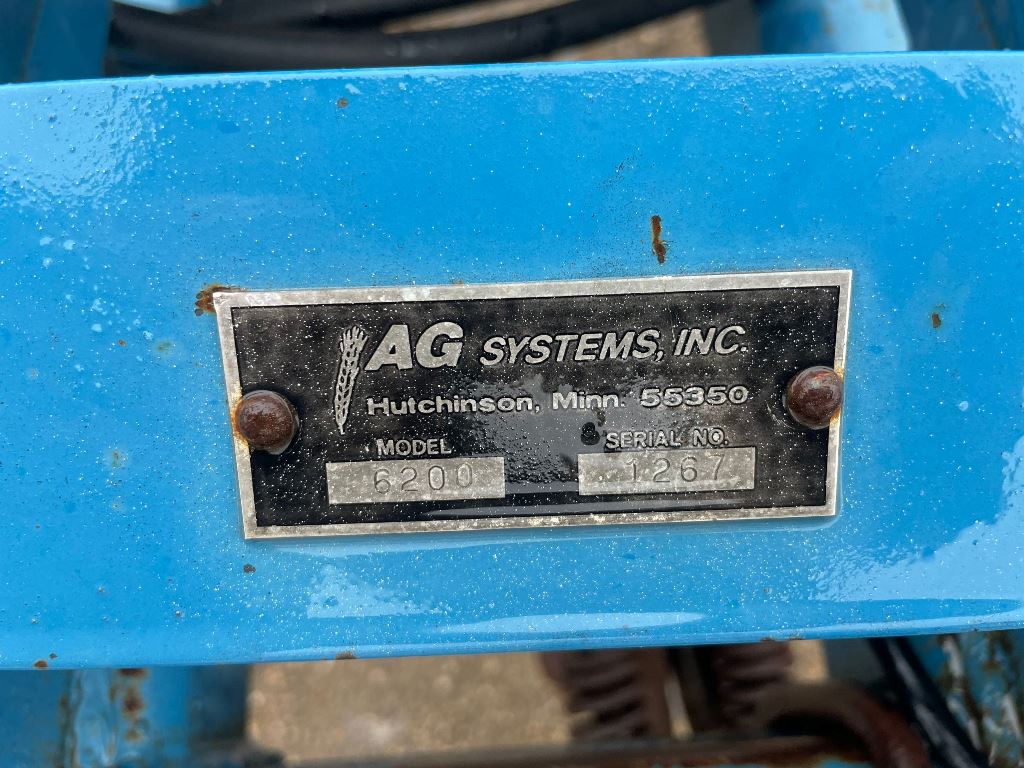 AG SYSTEMS, INC.
Hutchinson, Minn. 55350
MODEL SERIAL NO.
6200 1267